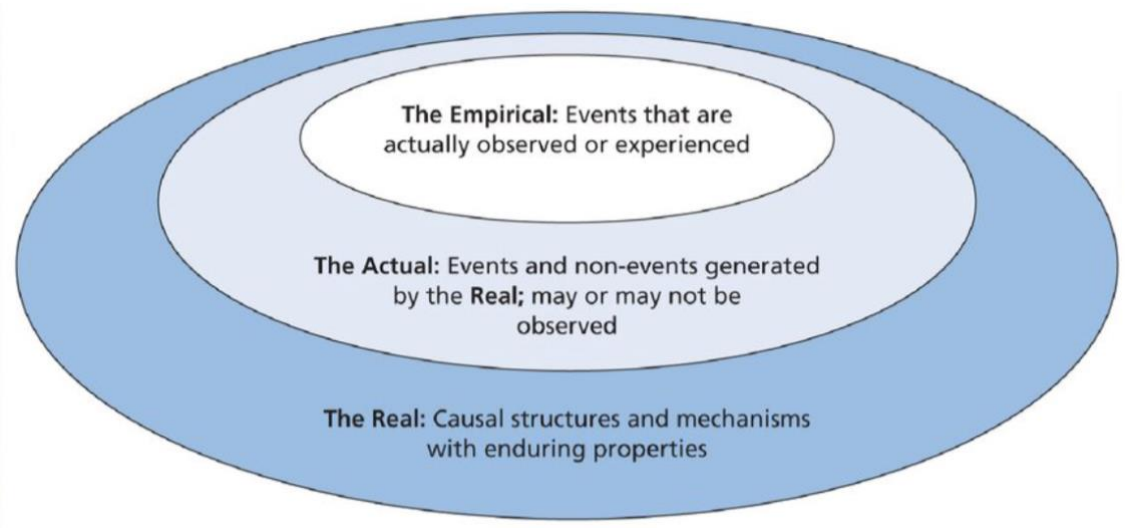 The Empirical: Events that are
actually observed or experienced
The Actual: Events and non-events generated
by the Real; may or may not be
observed
The Real: Causal structures and mechanisms
with enduring properties